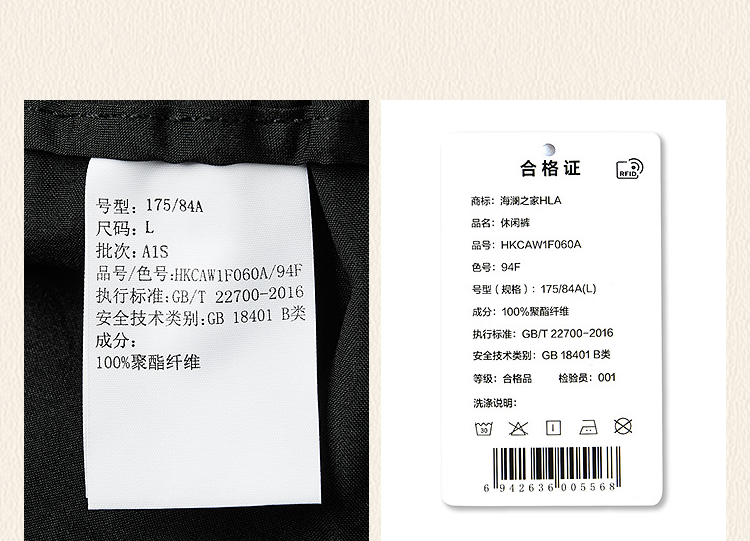 号型: 175/84A
尺码: L
批次: A1S
品号/色号:HKCAW1F060A/94F
执行标准:GB/T 22700-2016
安全技术类别:GB 18401 B类
成分:
100%聚酯纤维
合格证
RFID
商标: 海澜之家HLA
品名: 休闲裤
品号: HKCAW1F060A
色号: 94F
号型(规格): 175/84A(L)
成分: 100%聚酯纤维
执行标准: GB/T 22700-2016
安全技术类别: GB 18401 B类
等级: 合格品 检验员: 001
洗涤说明:
30
6 942636 005568